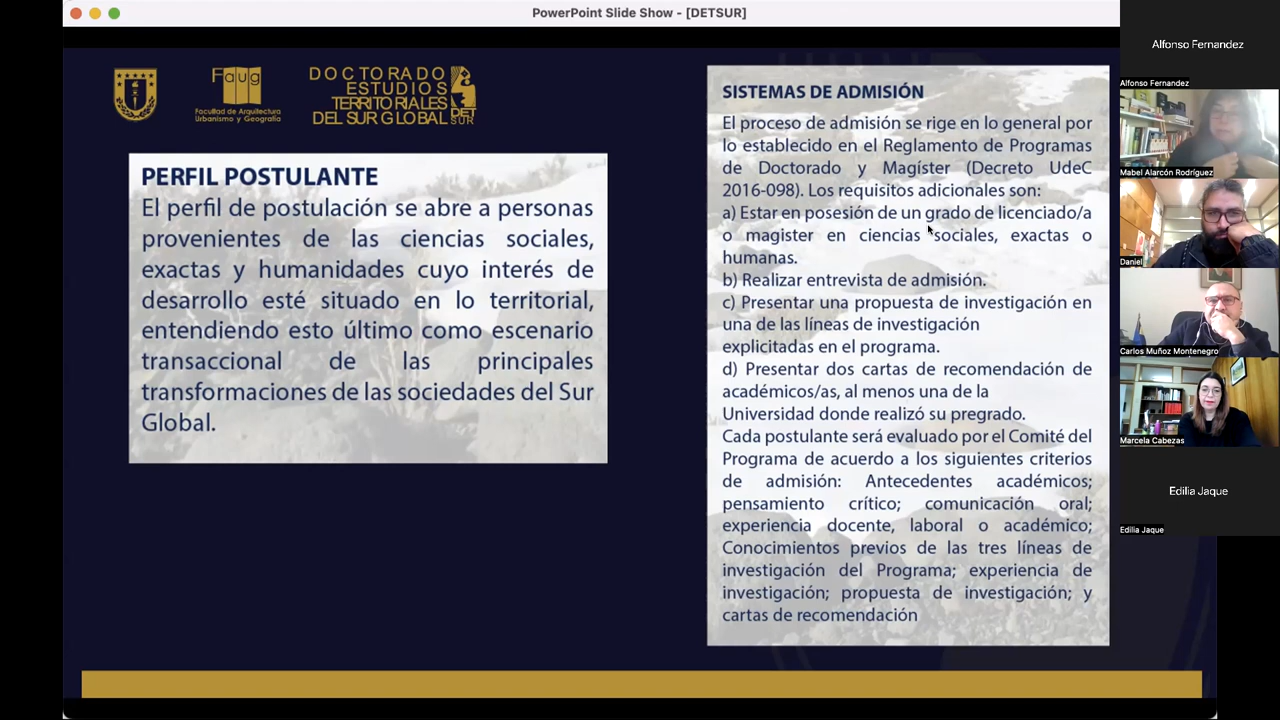 PowerPoint Slide Show - [DETSUR]
Faug
Facultad de Arquitectura
Urbanismo y Geografía
DOCTORADO
ESTUDIOS
TERRITORIALES
DEL SUR GLOBAL
DET
SUR
PERFIL POSTULANTE
El perfil de postulación se abre a personas
provenientes de las ciencias sociales,
exactas y humanidades cuyo interés de
desarrollo esté situado en lo territorial,
entendiendo esto último como escenario
transaccional de las principales
transformaciones de las sociedades del Sur
Global.
SISTEMAS DE ADMISIÓN
El proceso de admisión se rige en lo general por
lo establecido en el Reglamento de Programas
de Doctorado y Magíster (Decreto UdeC
2016-098). Los requisitos adicionales son:
a) Estar en posesión de un grado de licenciado/a
o magister en ciencias sociales, exactas o
humanas.
b) Realizar entrevista de admisión.
c) Presentar una propuesta de investigación en
una de las líneas de investigación
explicitadas en el programa.
d) Presentar dos cartas de recomendación de
académicos/as, al menos una de la
Universidad donde realizó su pregrado.
Cada postulante será evaluado por el Comité del
Programa de acuerdo a los siguientes criterios
de admisión: Antecedentes académicos;
pensamiento crítico; comunicación oral;
experiencia docente, laboral o académico;
Conocimientos previos de las tres líneas de
investigación del Programa; experiencia de
investigación; propuesta de investigación; y
cartas de recomendación
Alfonso Fernandez
Alfonso Fernandez
Mabel Alarcón Rodríguez
Daniel
Carlos Muñoz Montenegro
Marcela Cabezas
Edilia Jaque
Edilia Jaque